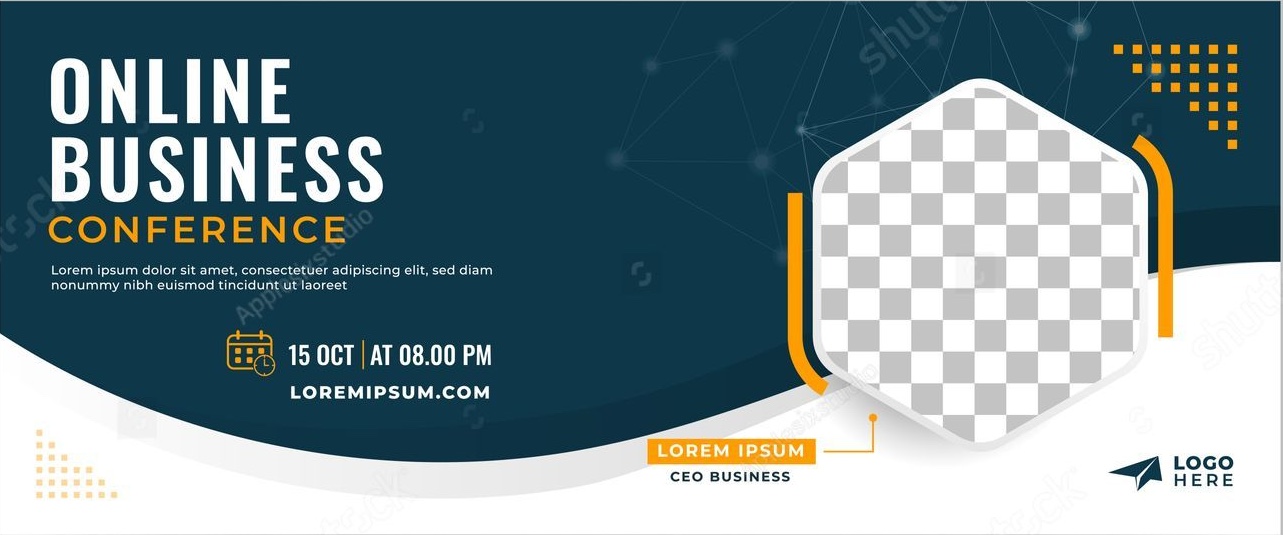 ONLINE
BUSINESS
CONFERENCE
Lorem ipsum dolor sit amet, consectetuer adipiscing elit, sed diam
nonummy nibh euismod tincidunt ut laoreet
15 OCT | AT 08.00 PM
LOREMIPSUM.COM
LOREM IPSUM
CEO BUSINESS
LOGO
HERE